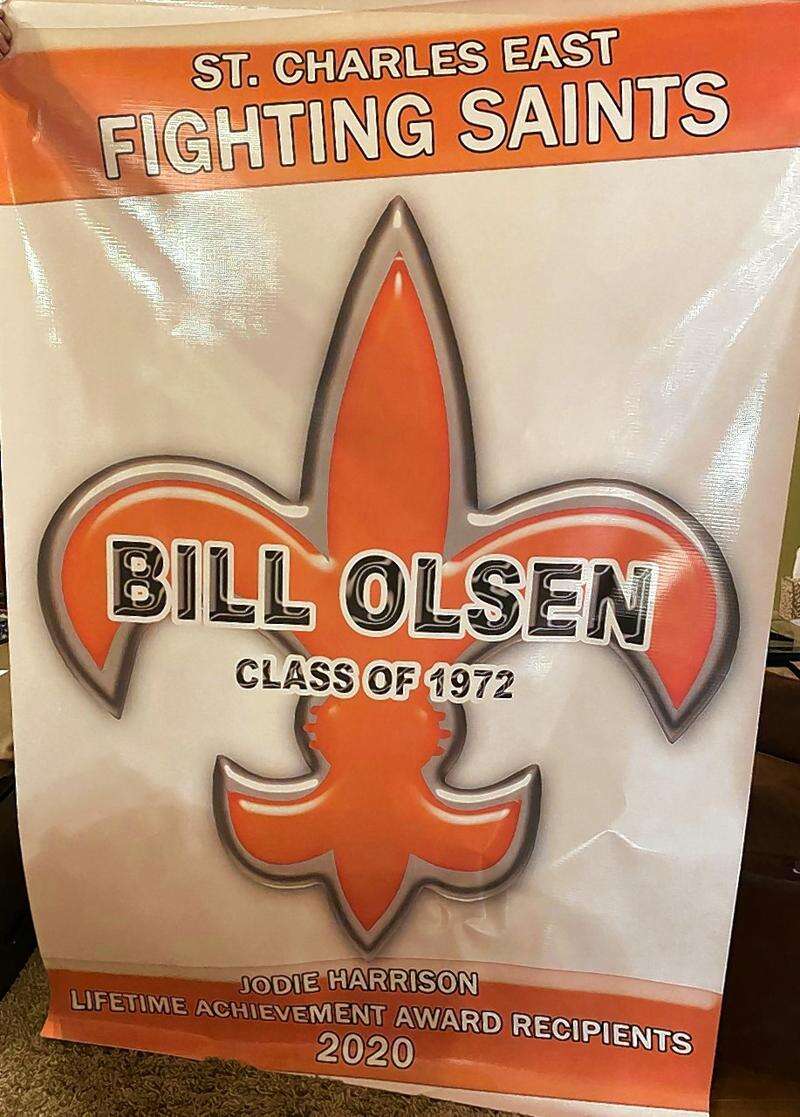 ST. CHARLES EAST
FIGHTING SAINTS
BILL OLSEN
CLASS OF 1972
JODIE HARRISON
LIFETIME ACHIEVEMENT AWARD RECIPIENTS
2020